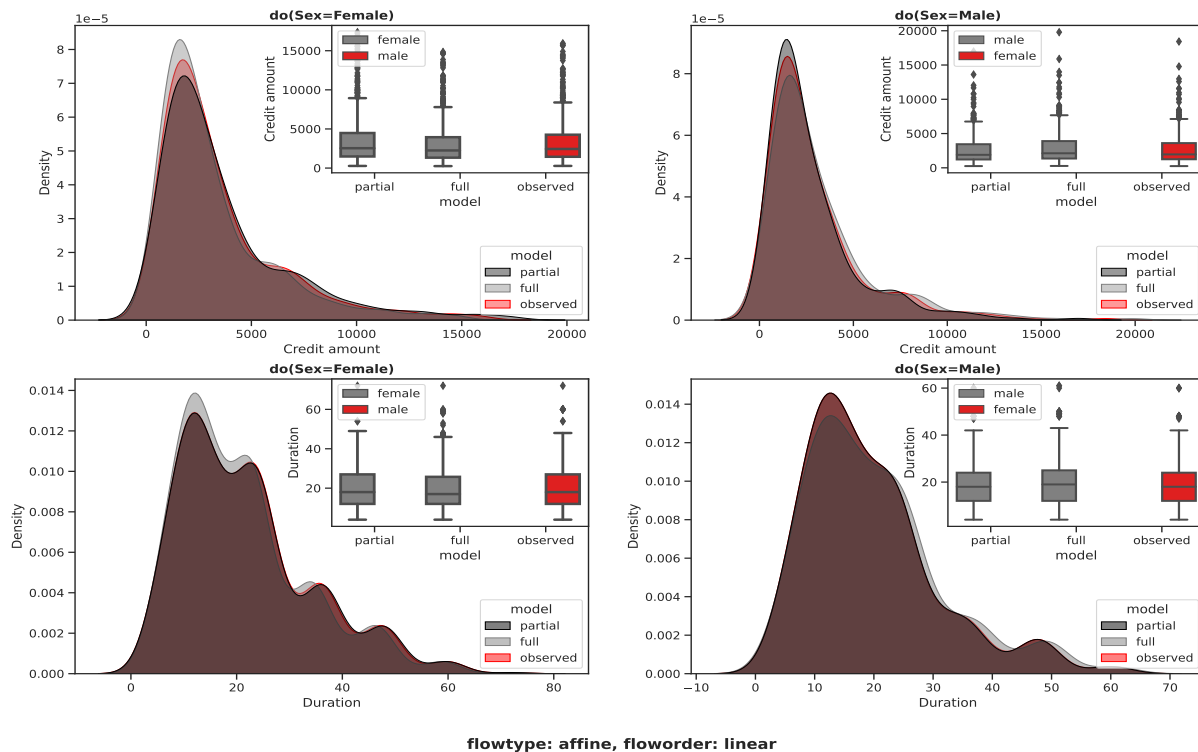 do(Sex=Female)
1e−5
Density
8
7
6
5
4
3
2
1
0
0
5000
10000
15000
20000
Credit amount
female
male
Credit amount
15000
10000
5000
0
partial
full
observed
model
model
partial
full
observed
do(Sex=Male)
1e−5
Density
8
6
4
2
0
0
5000
10000
15000
20000
Credit amount
male
female
Credit amount
20000
15000
10000
5000
0
partial
full
observed
model
model
partial
full
observed
do(Sex=Female)
Density
0.014
0.012
0.010
0.008
0.006
0.004
0.002
0.000
0
20
40
60
80
Duration
female
male
Duration
60
40
20
partial
full
observed
model
model
partial
full
observed
do(Sex=Male)
Density
0.014
0.012
0.010
0.008
0.006
0.004
0.002
0.000
−10
0
10
20
30
40
50
60
70
Duration
male
female
Duration
60
40
20
partial
full
observed
model
model
partial
full
observed
flowtype: affine, floworder: linear